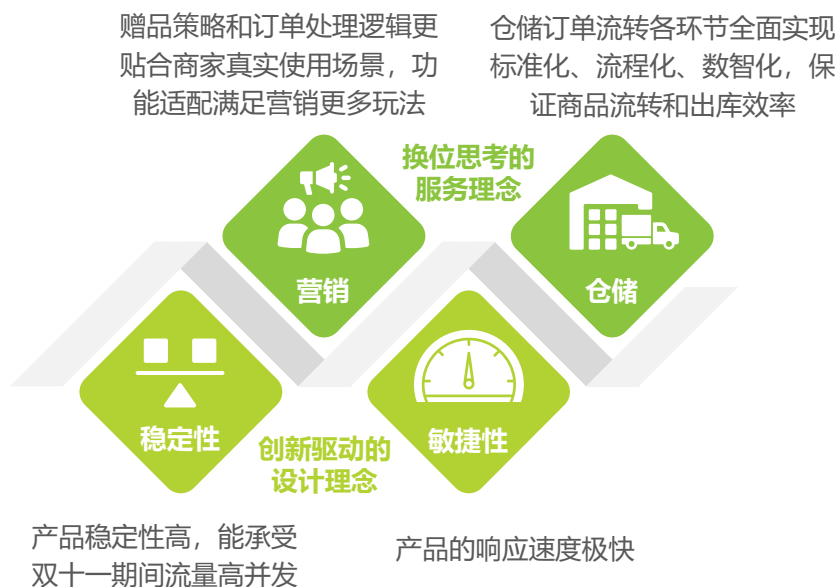 赠品策略和订单处理逻辑更
贴合商家真实使用场景，功
能适配满足营销更多玩法
仓储订单流转各环节全面实现
标准化、流程化、数智化，保
证商品流转和出库效率
换位思考的
服务理念
营销
仓储
稳定性
创新驱动的
设计理念
敏捷性
产品稳定性高，能承受
双十一期间流量高并发
产品的响应速度极快